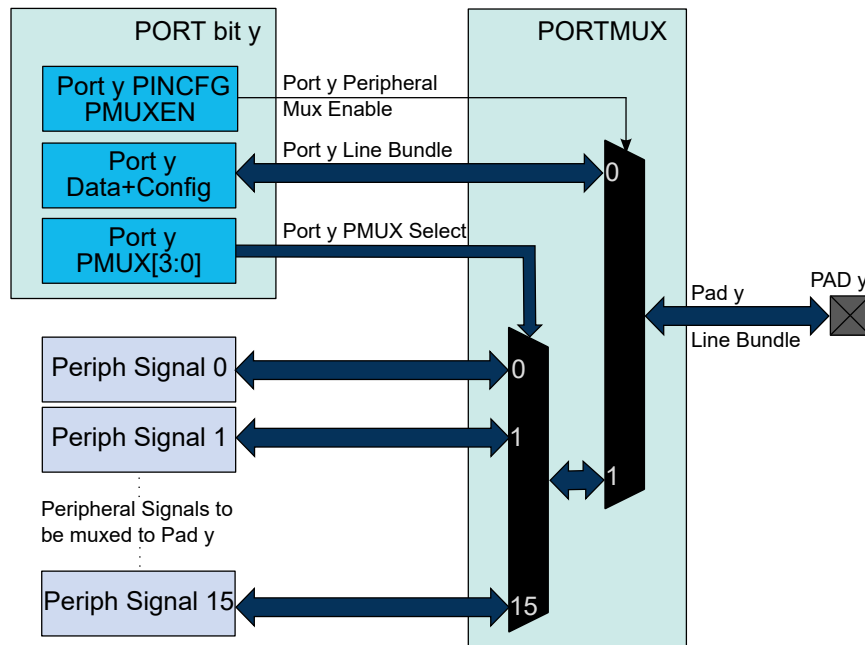 PORT bit y
PORTMUX
Port y PINCFG
PMUXEN
Port y Peripheral
Mux Enable
Port y
Data+Config
Port y Line Bundle
0
Port y
PMUX[3:0]
Port y PMUX Select
Pad y
Line Bundle
PAD y
Periph Signal 0
0
Periph Signal 1
1
1
Peripheral Signals to
be muxed to Pad y
Periph Signal 15
15